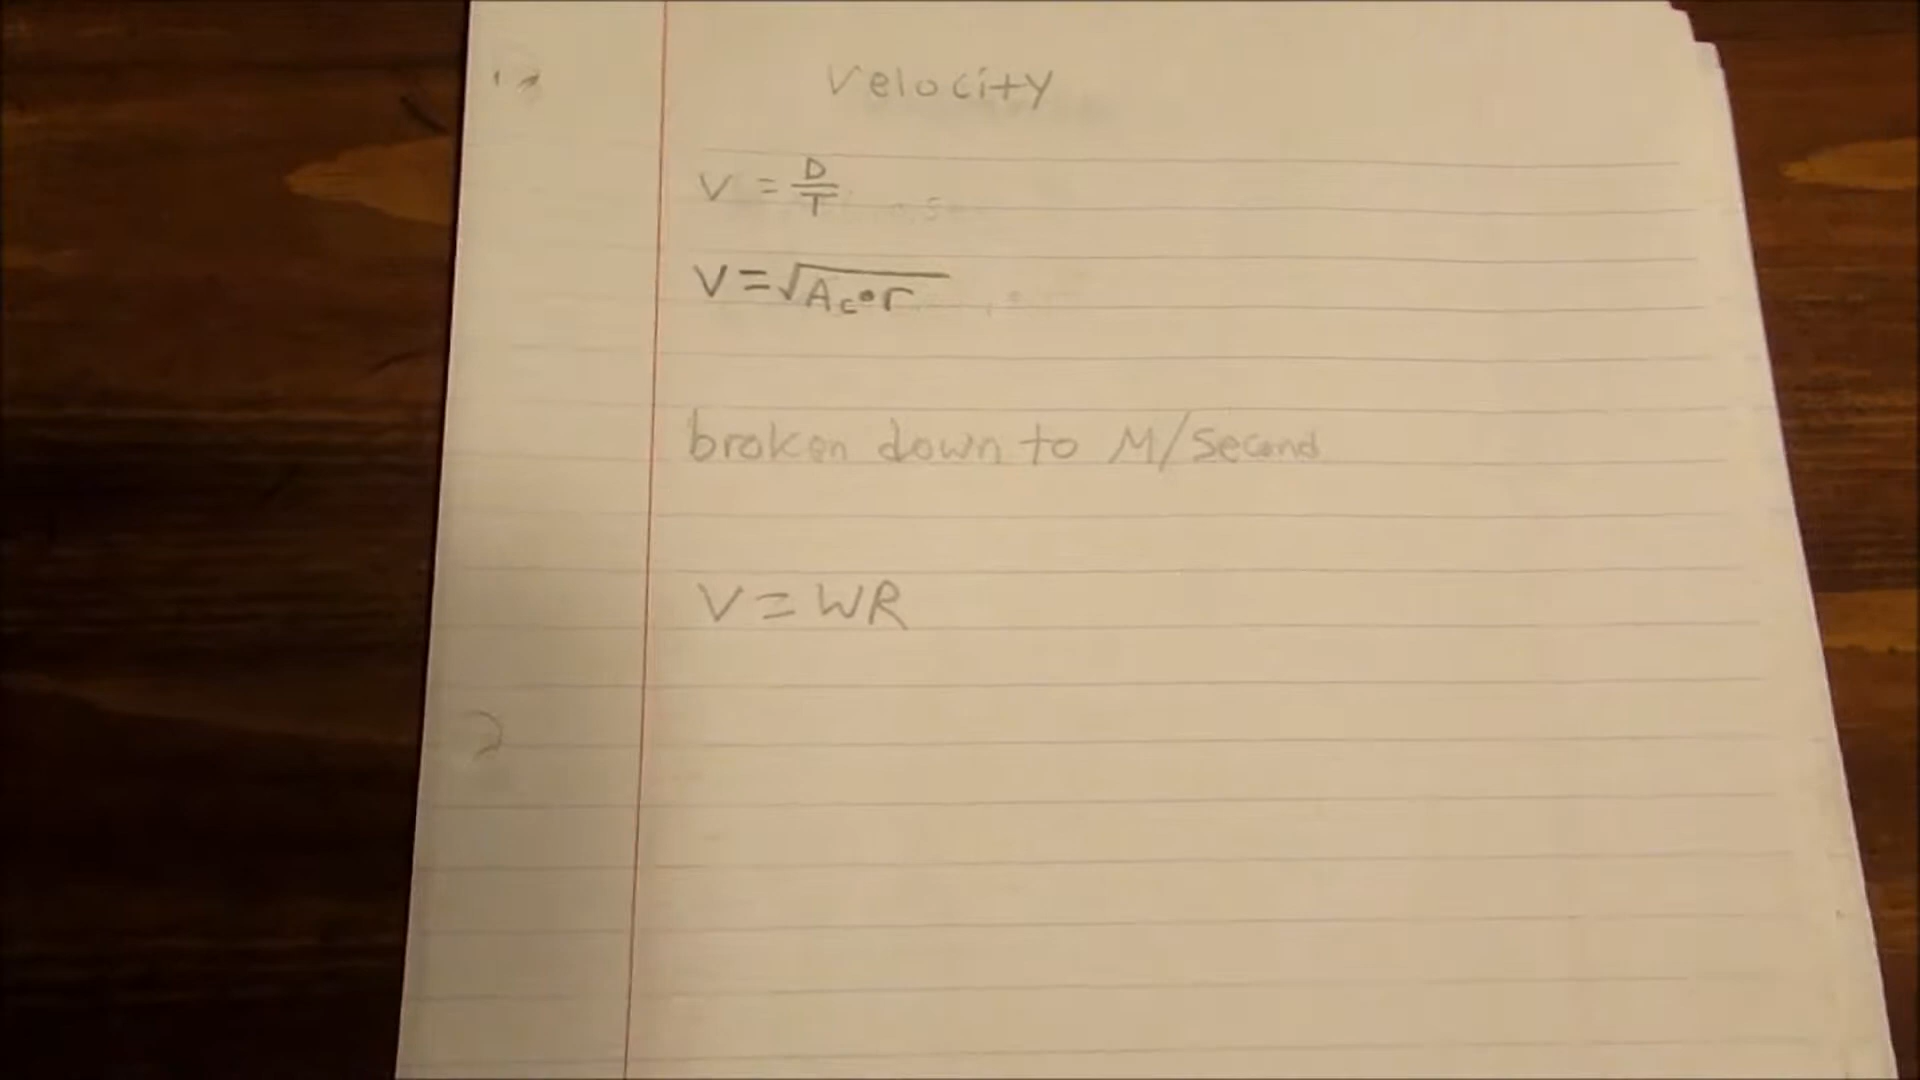 Velocity
V = D/T
V = √Ac•r
broken down to M/Second
V = WR